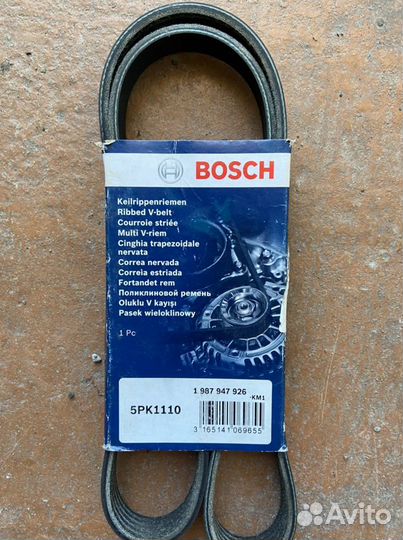 BOSCH
Keilrippenriemen
Ribbed V-belt
Courroie striée
Multi V-riem
Cinghia trapezoidale
nervata
Correa nervada
Correia estriada
Fortandet rem
Поликлиновой ремень
Oluklu V kayışı
Pasek wieloklinowy
1 Pc
1 987 947 926
-KM1
5PK1110
3 165141 069655
Avito